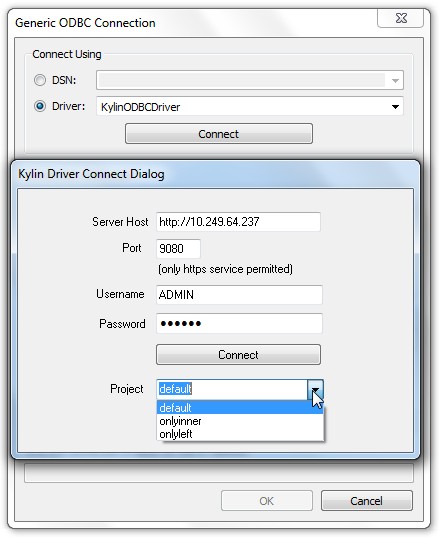 Generic ODBC Connection
Connect Using
DSN:
Driver: KylinODBCDriver
Connect
Kylin Driver Connect Dialog
Server Host http://10.249.64.237
Port 9080
(only https service permitted)
Username ADMIN
Password ●●●●●●
Connect
Project default
default
onlyinner
onlyleft
OK Cancel